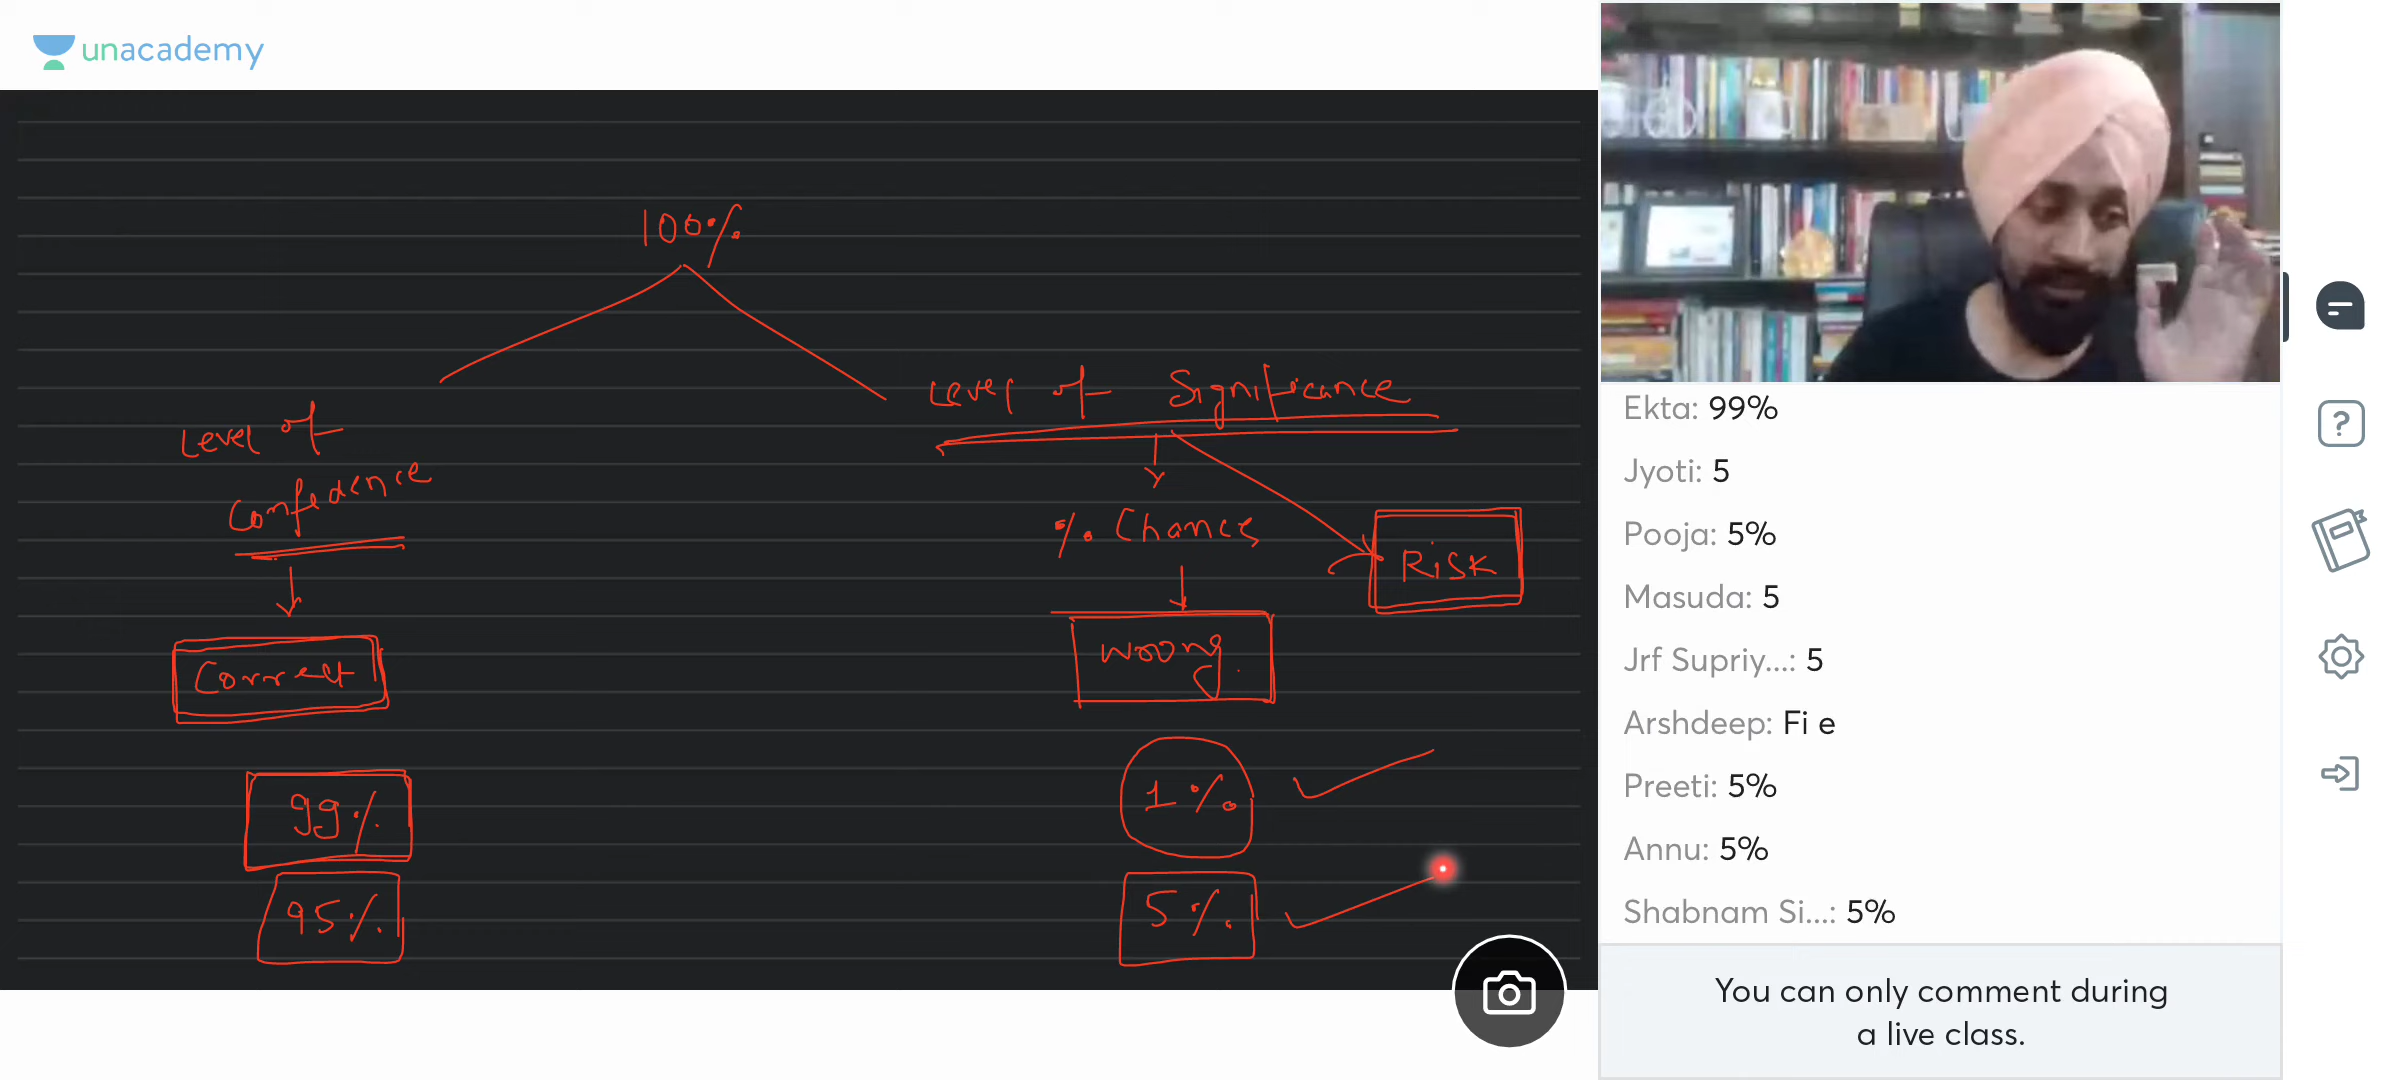 unacademy
100%
Level of Significance
Level of
Confidence
% Chances
Risk
Correct
Wrong
99%
1%
95%
5%
Ekta: 99%
Jyoti: 5
Pooja: 5%
Masuda: 5
Jrf Supriy...: 5
Arshdeep: Fi e
Preeti: 5%
Annu: 5%
Shabnam Si...: 5%
You can only comment during
a live class.
?